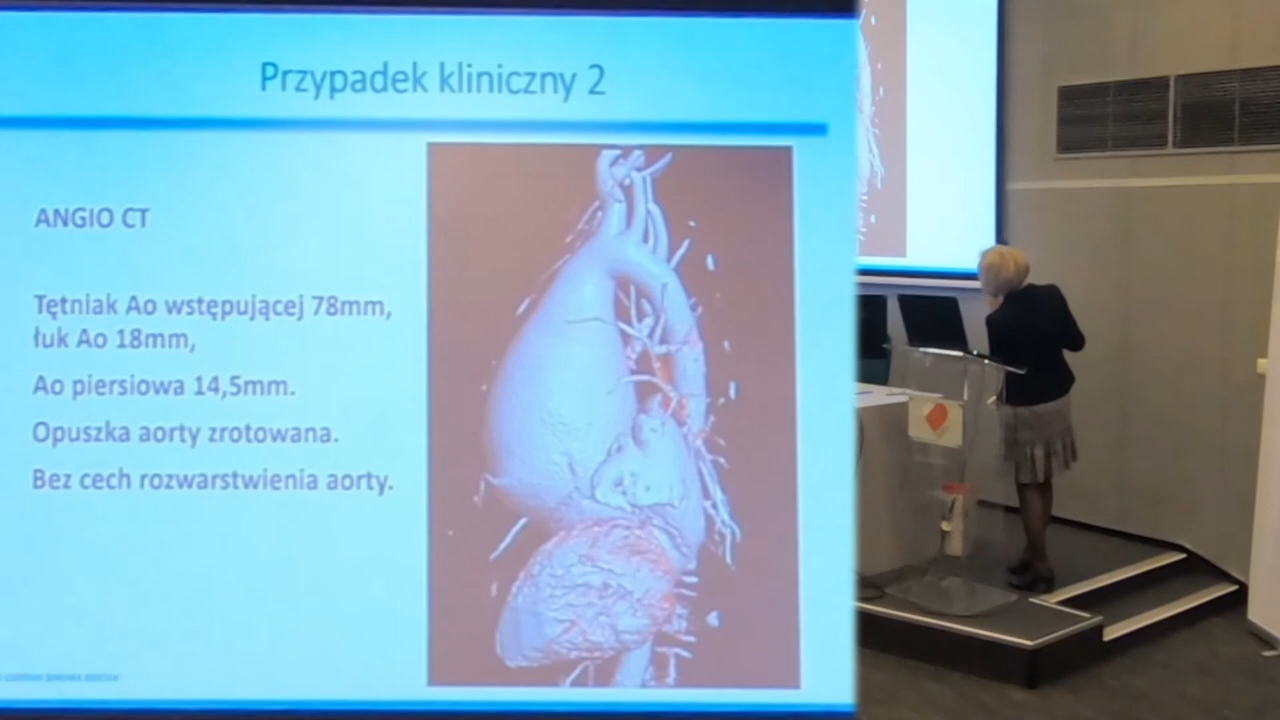 Przypadek kliniczny 2
ANGIO CT
Tętniak Ao wstępującej 78mm,
łuk Ao 18mm,
Ao piersiowa 14,5mm.
Opuszka aorty zrotowana.
Bez cech rozwarstwienia aorty.